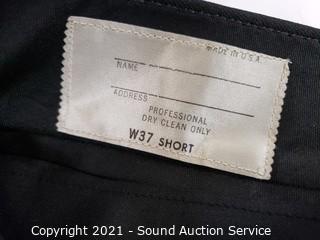 MADE IN U.S.A.
NAME
ADDRESS
PROFESSIONAL
DRY CLEAN ONLY
W37 SHORT
Copyright 2021 - Sound Auction Service